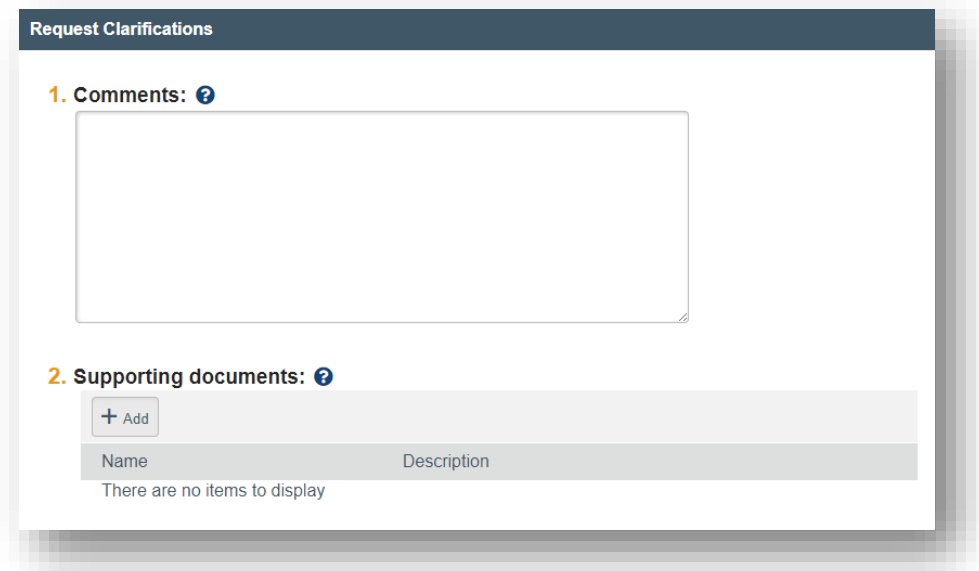 Request Clarifications
1. Comments: ?
2. Supporting documents: ?
+ Add
Name Description
There are no items to display